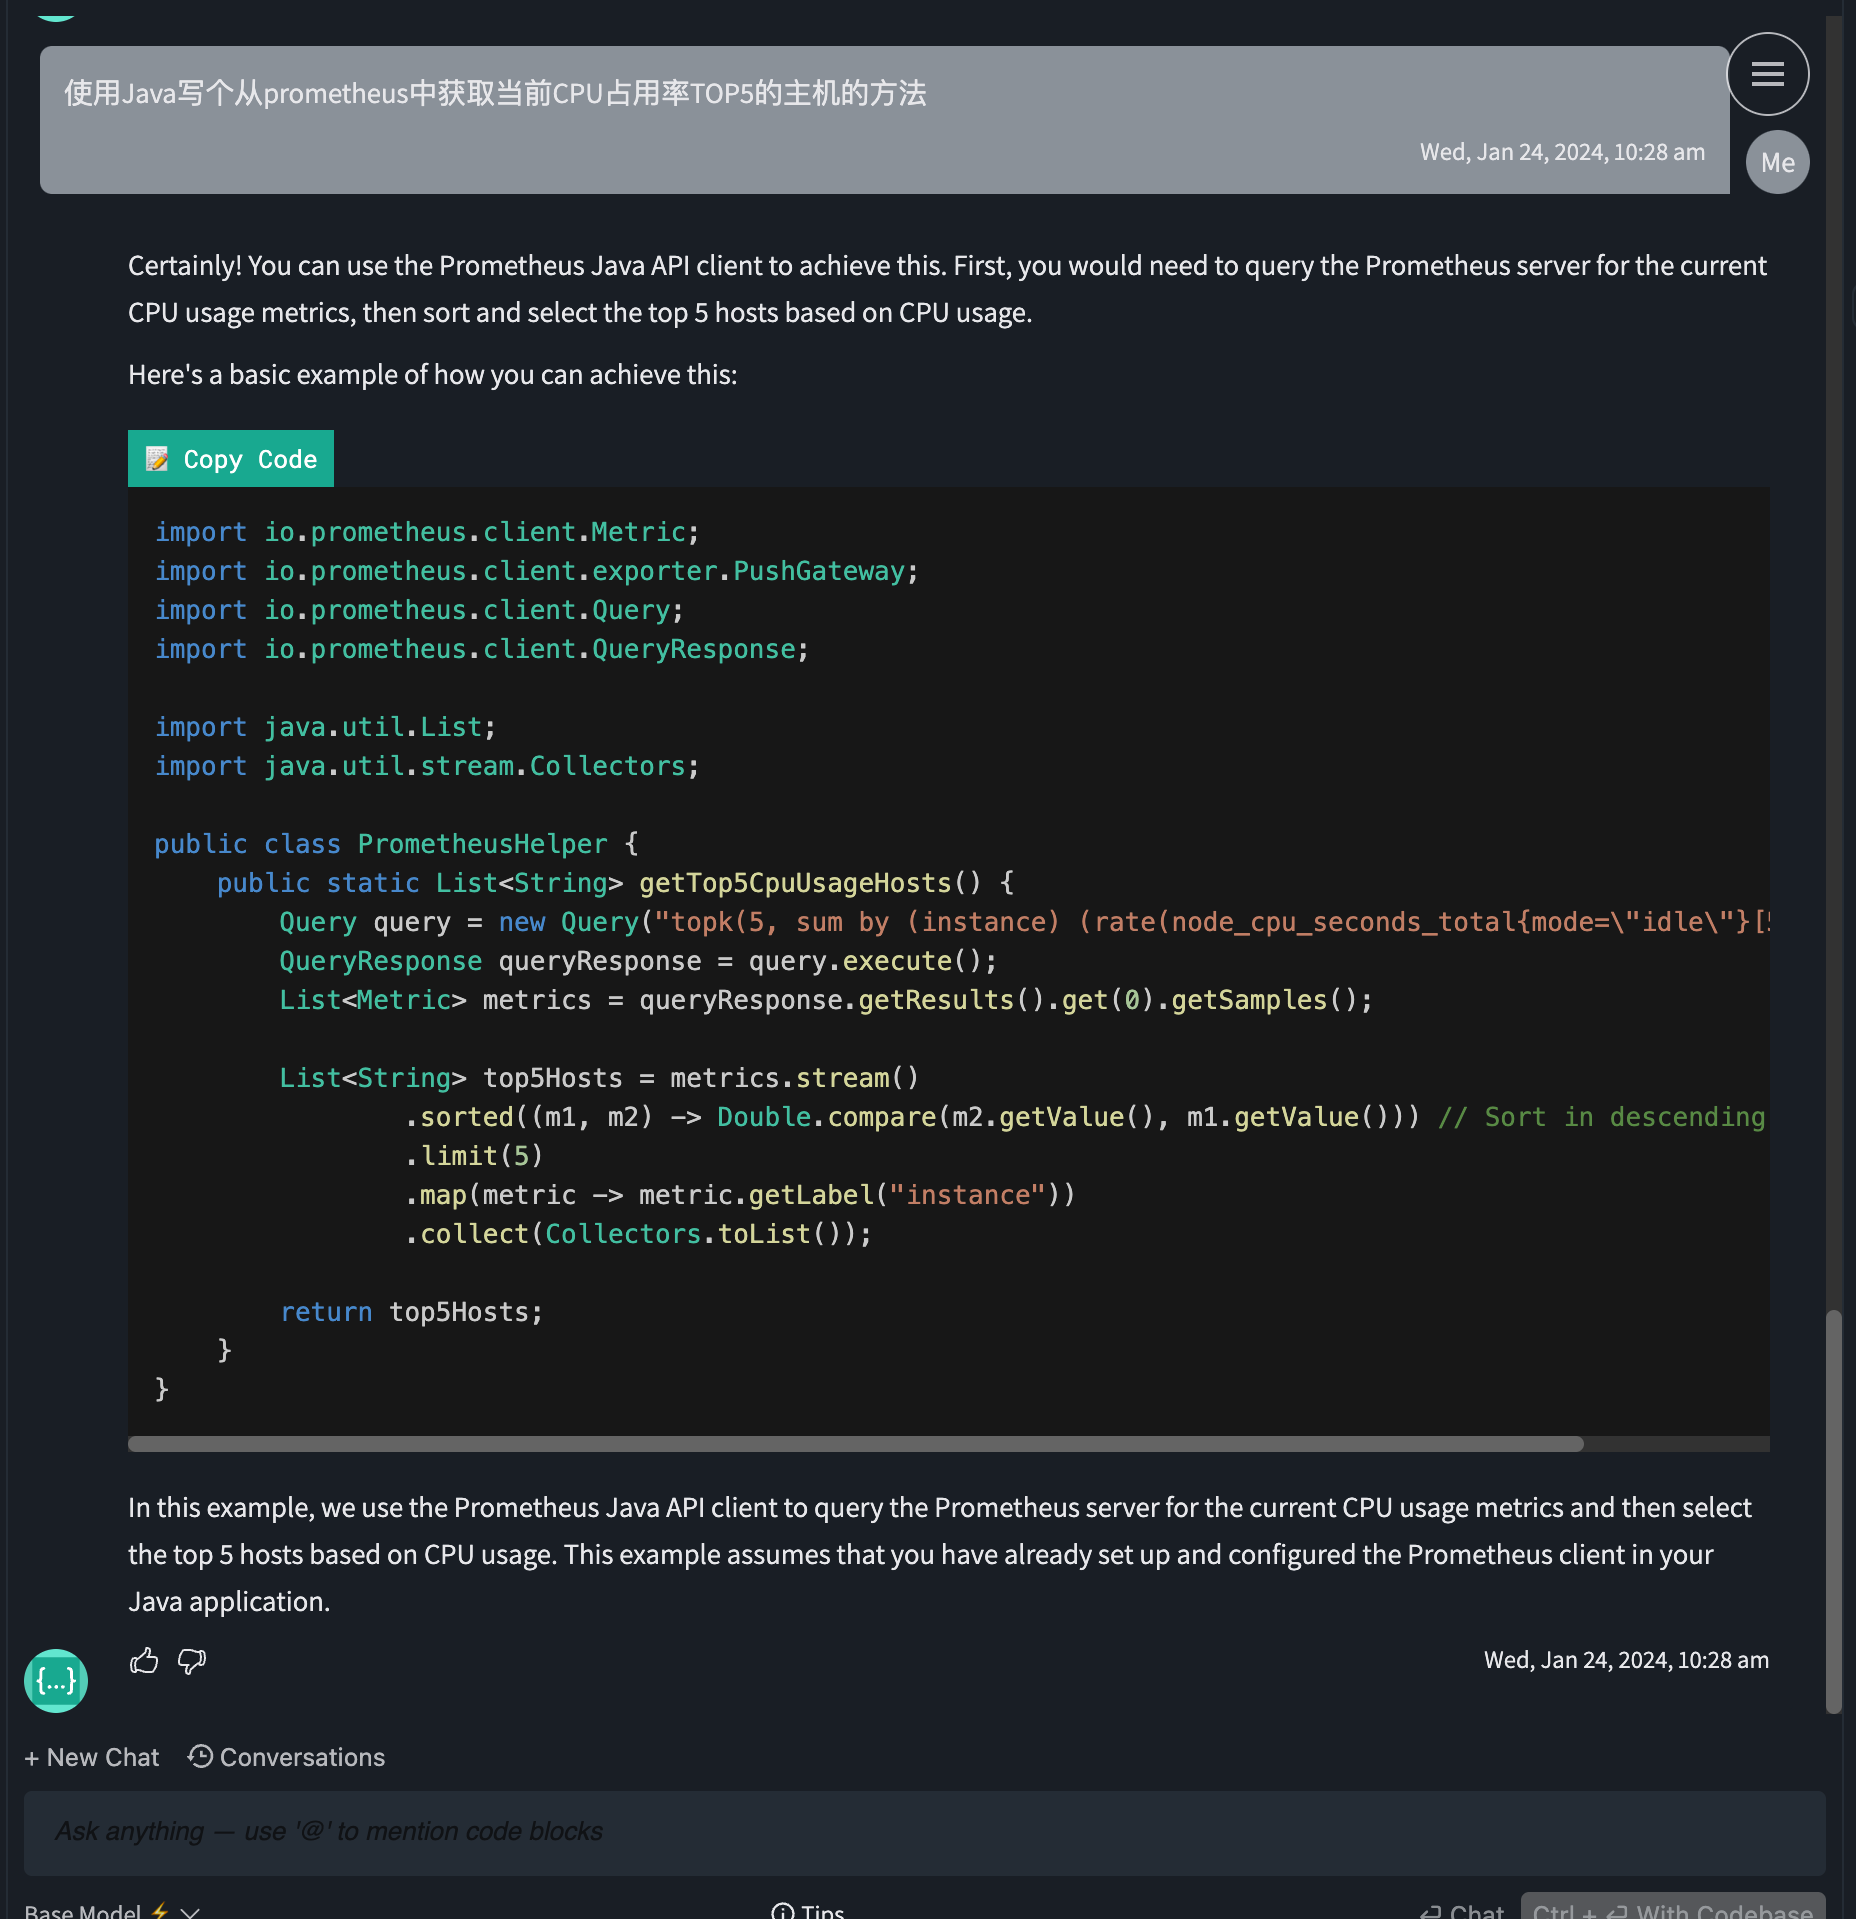 使用Java写个从prometheus中获取当前CPU占用率TOP5的主机的方法
Wed, Jan 24, 2024, 10:28 am
Me
Certainly! You can use the Prometheus Java API client to achieve this. First, you would need to query the Prometheus server for the current
CPU usage metrics, then sort and select the top 5 hosts based on CPU usage.
Here's a basic example of how you can achieve this:
📝 Copy Code
import io.prometheus.client.Metric;
import io.prometheus.client.exporter.PushGateway;
import io.prometheus.client.Query;
import io.prometheus.client.QueryResponse;

import java.util.List;
import java.util.stream.Collectors;

public class PrometheusHelper {
    public static List<String> getTop5CpuUsageHosts() {
        Query query = new Query("topk(5, sum by (instance) (rate(node_cpu_seconds_total{mode=\"idle\"}[
        QueryResponse queryResponse = query.execute();
        List<Metric> metrics = queryResponse.getResults().get(0).getSamples();

        List<String> top5Hosts = metrics.stream()
                .sorted((m1, m2) -> Double.compare(m2.getValue(), m1.getValue())) // Sort in descending
                .limit(5)
                .map(metric -> metric.getLabel("instance"))
                .collect(Collectors.toList());

        return top5Hosts;
    }
}
In this example, we use the Prometheus Java API client to query the Prometheus server for the current CPU usage metrics and then select
the top 5 hosts based on CPU usage. This example assumes that you have already set up and configured the Prometheus client in your
Java application.
Wed, Jan 24, 2024, 10:28 am
{...}
+ New Chat Conversations
Ask anything — use '@' to mention code blocks
Base Model ⚡ Tips ↵ Chat Ctrl + ↵ With Codebase